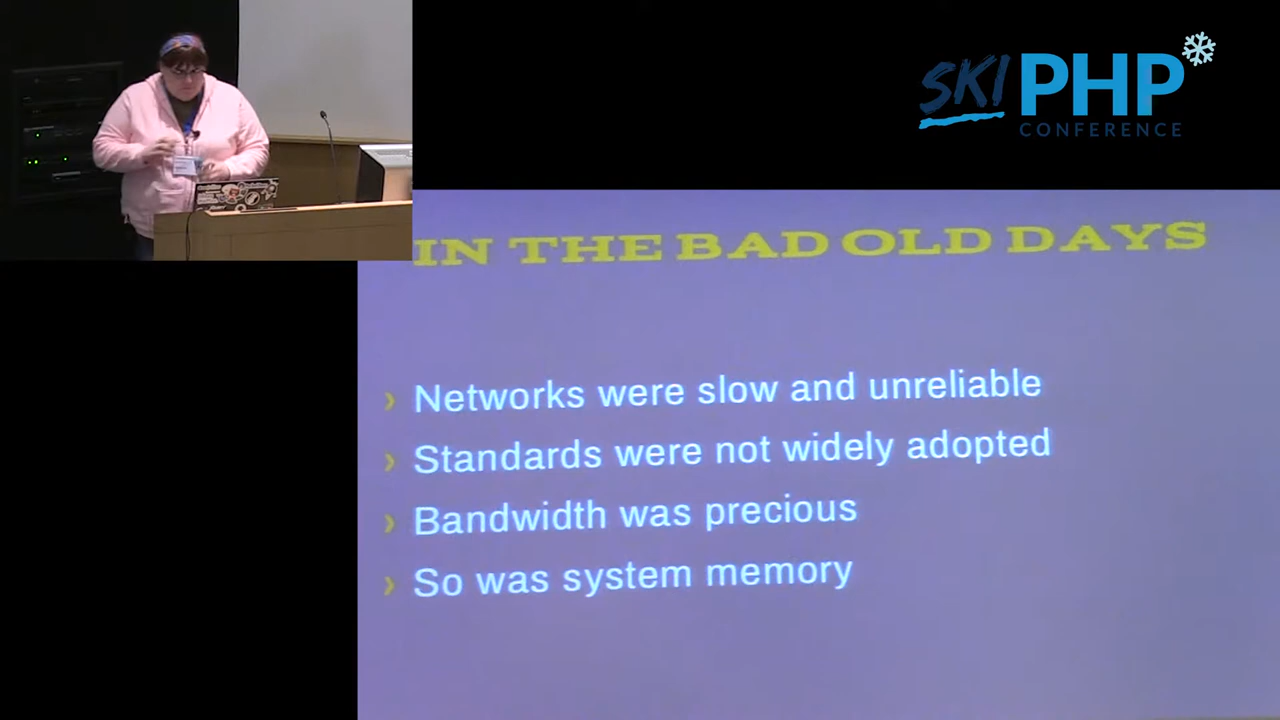 SKI PHP
CONFERENCE
IN THE BAD OLD DAYS
› Networks were slow and unreliable
› Standards were not widely adopted
› Bandwidth was precious
› So was system memory